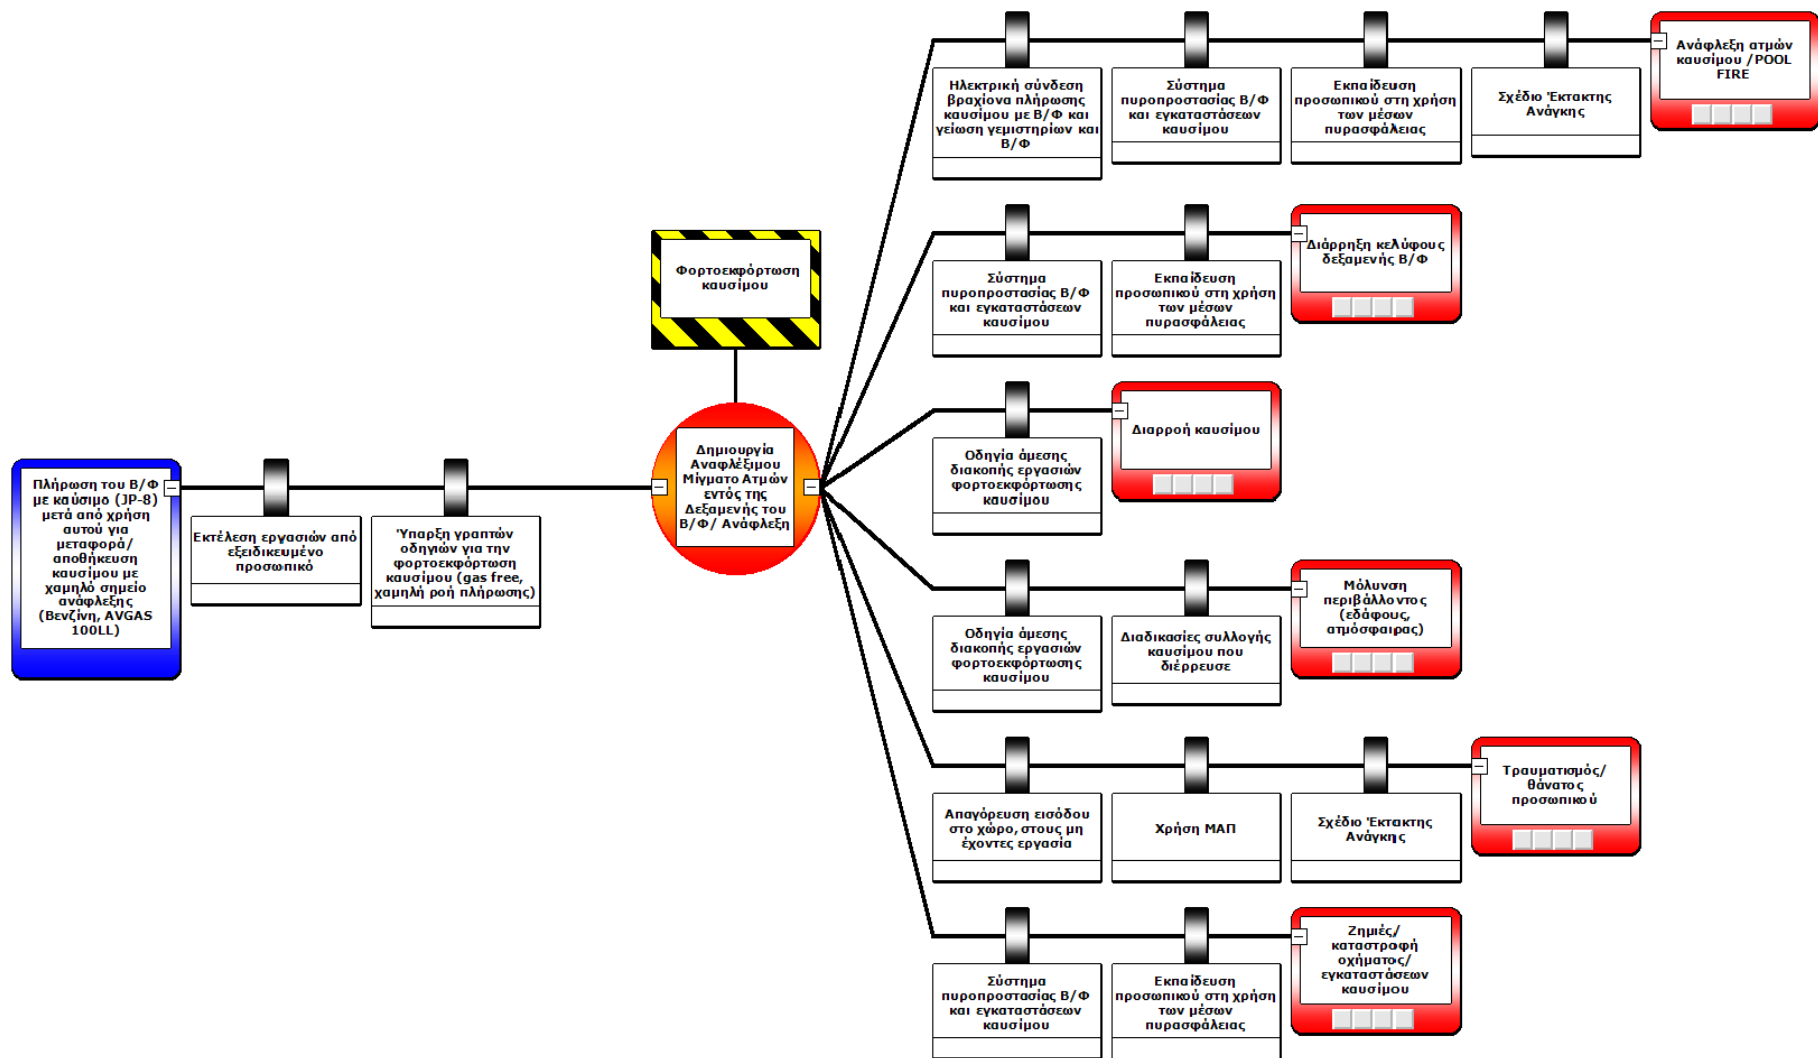 Ηλεκτρική σύνδεση
βραχίονα πλήρωσης
καυσίμου με Β/Φ και
γείωση γεμιστηρίων και
Β/Φ
Σύστημα
πυροπροστασίας Β/Φ
και εγκαταστάσεων
καυσίμου
Εκπαίδευση
προσωπικού στη χρήση
των μέσων
πυρασφάλειας
Σχέδιο Έκτακτης
Ανάγκης
Ανάφλεξη ατμών
καυσίμου /POOL
FIRE
Φορτοεκφόρτωση
καυσίμου
Σύστημα
πυροπροστασίας Β/Φ
και εγκαταστάσεων
καυσίμου
Εκπαίδευση
προσωπικού στη χρήση
των μέσων
πυρασφάλειας
Διάρρηξη κελύφους
δεξαμενής Β/Φ
Πλήρωση του Β/Φ
με καύσιμο (JP-8)
μετά από χρήση
αυτού για
μεταφορά/
αποθήκευση
καυσίμου με
χαμηλό σημείο
ανάφλεξης
(Βενζίνη, AVGAS
100LL)
Εκτέλεση εργασιών από
εξειδικευμένο
προσωπικό
Ύπαρξη γραπτών
οδηγιών για την
φορτοεκφόρτωση
καυσίμου (gas free,
χαμηλή ροή πλήρωσης)
Δημιουργία
Αναφλέξιμου
Μίγματο Ατμών
εντός της
Δεξαμενής του
Β/Φ/ Ανάφλεξη
Οδηγία άμεσης
διακοπής εργασιών
φορτοεκφόρτωσης
καυσίμου
Διαρροή καυσίμου
Οδηγία άμεσης
διακοπής εργασιών
φορτοεκφόρτωσης
καυσίμου
Διαδικασίες συλλογής
καυσίμου που
διέρρευσε
Μόλυνση
περιβάλλοντος
(εδάφους,
ατμόσφαιρας)
Απαγόρευση εισόδου
στο χώρο, στους μη
έχοντες εργασία
Χρήση ΜΑΠ
Σχέδιο Έκτακτης
Ανάγκης
Τραυματισμός/
θάνατος
προσωπικού
Σύστημα
πυροπροστασίας Β/Φ
και εγκαταστάσεων
καυσίμου
Εκπαίδευση
προσωπικού στη χρήση
των μέσων
πυρασφάλειας
Ζημιές/
καταστροφή
οχήματος/
εγκαταστάσεων
καυσίμου